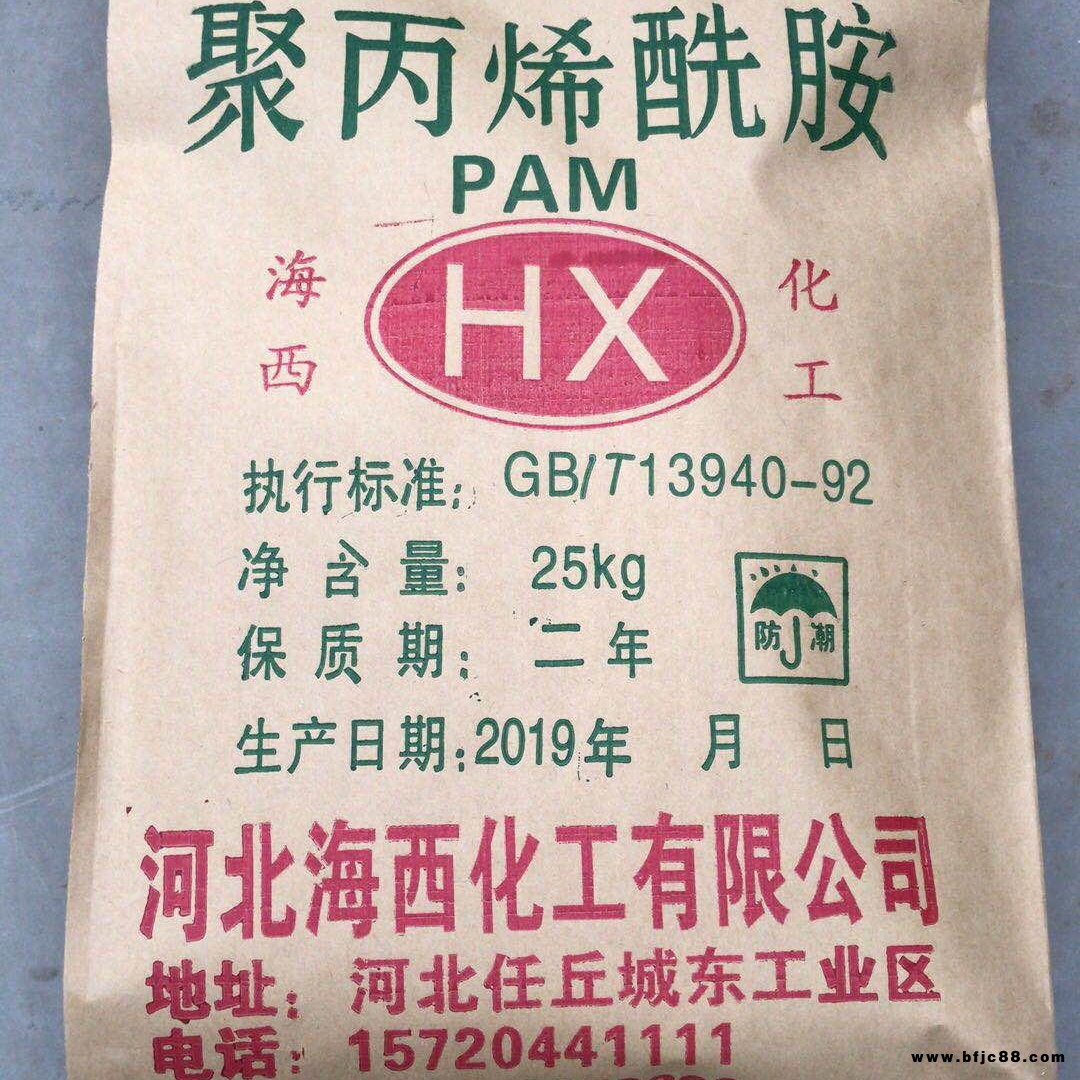 聚丙烯酰胺
PAM
海西
HX
化工
执行标准: GB/T13940-92
净含量: 25kg
保质期: 二年
防潮
生产日期:2019年 月 日
河北海西化工有限公司
地址: 河北任丘城东工业区
电话: 15720441111
www.bfjc88.com